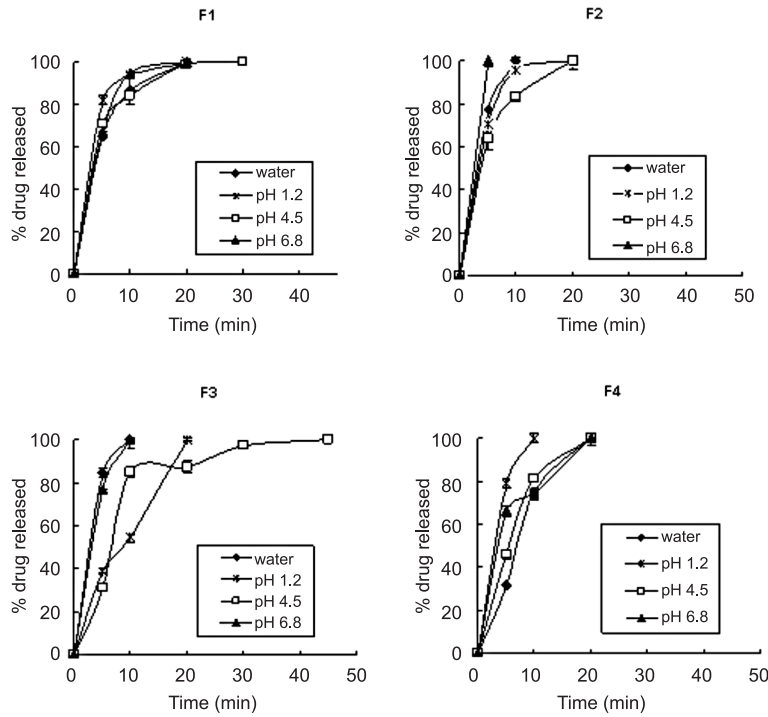 F1
% drug released
100
80
60
40
20
0
0 10 20 30 40
Time (min)
water
pH 1.2
pH 4.5
pH 6.8
F2
% drug released
100
80
60
40
20
0
0 10 20 30 40 50
Time (min)
water
pH 1.2
pH 4.5
pH 6.8
F3
% drug released
100
80
60
40
20
0
0 10 20 30 40 50
Time (min)
water
pH 1.2
pH 4.5
pH 6.8
F4
% drug released
100
80
60
40
20
0
0 10 20 30 40 50
Time (min)
water
pH 1.2
pH 4.5
pH 6.8